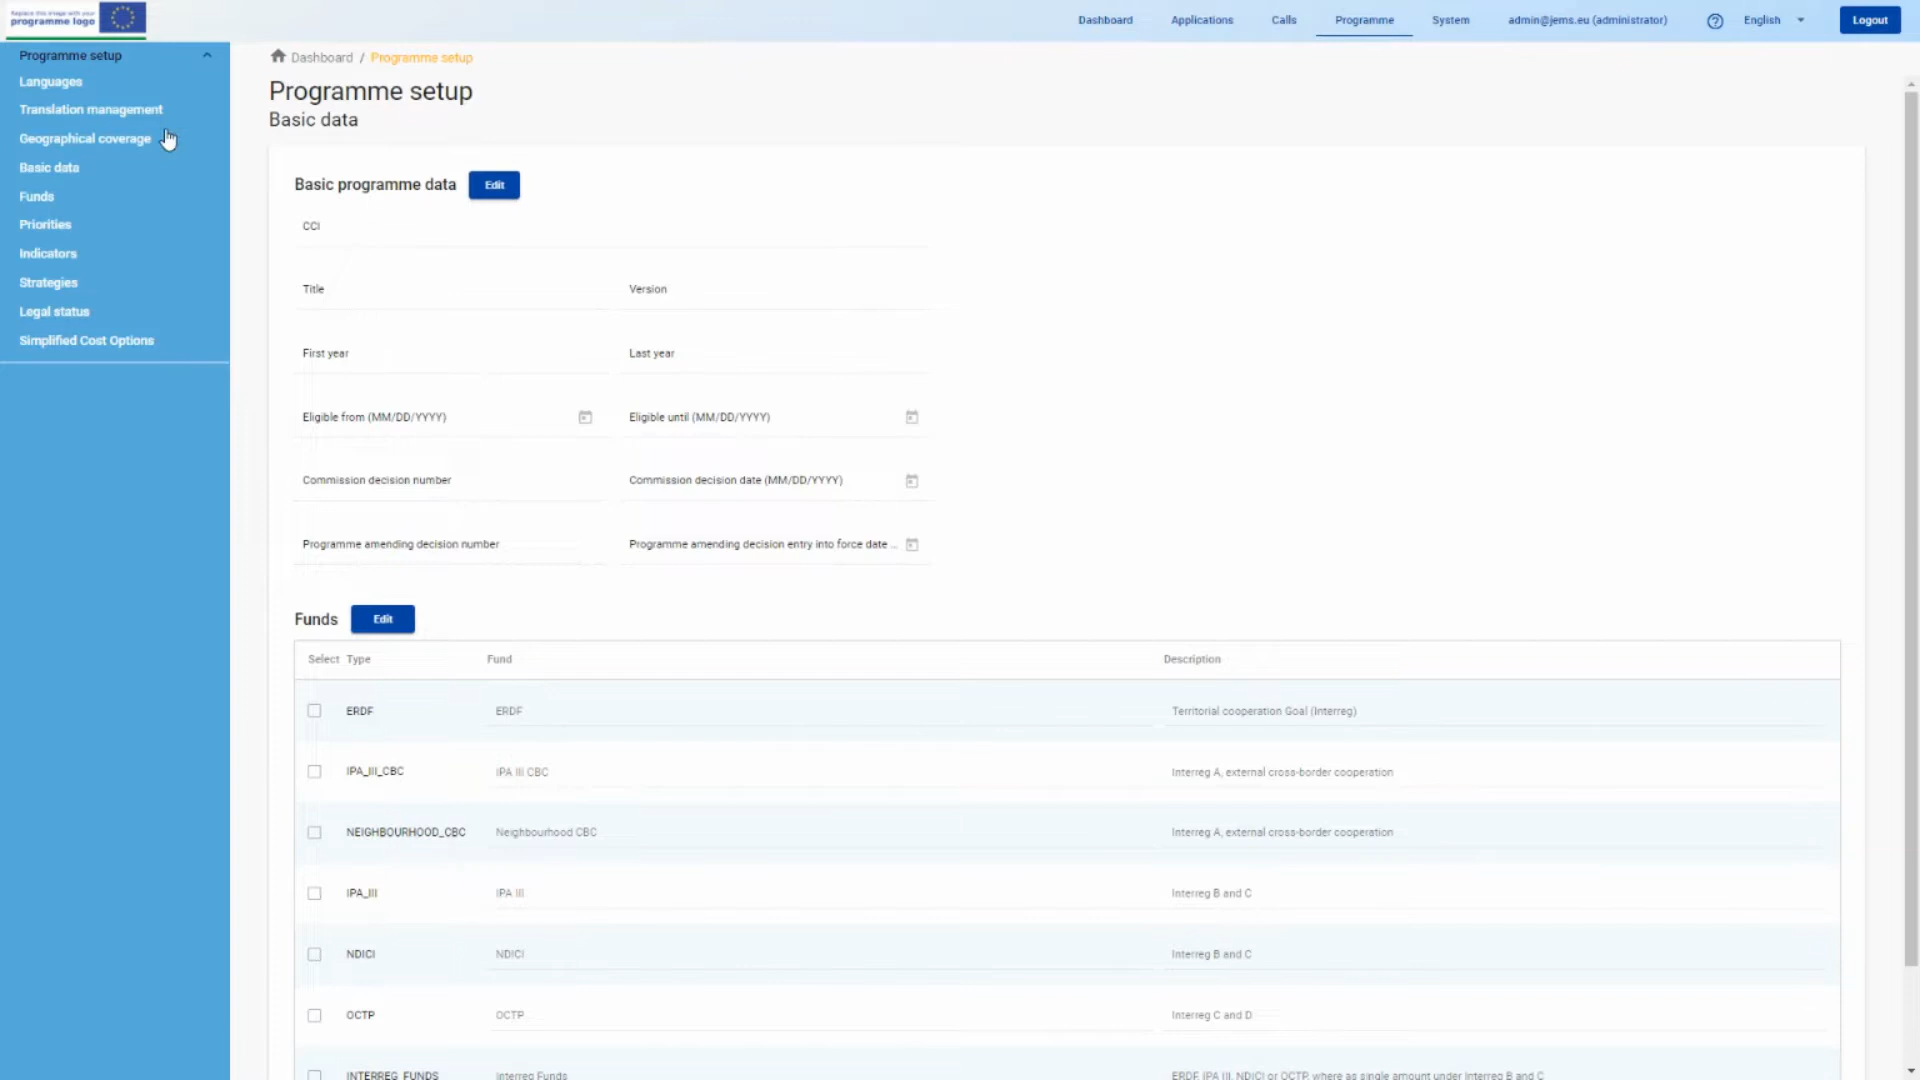 Replace this image with your
programme logo
Dashboard
Applications
Calls
Programme
System
admin@jems.eu (administrator)
English
Logout
Programme setup
Languages
Translation management
Geographical coverage
Basic data
Funds
Priorities
Indicators
Strategies
Legal status
Simplified Cost Options
Dashboard / Programme setup
Programme setup
Basic data
Basic programme data Edit
CCI
Title Version
First year Last year
Eligible from (MM/DD/YYYY) Eligible until (MM/DD/YYYY)
Commission decision number Commission decision date (MM/DD/YYYY)
Programme amending decision number Programme amending decision entry into force date ...
Funds Edit
Select Type Fund Description
ERDF ERDF Territorial cooperation Goal (Interreg)
IPA_III_CBC IPA III CBC Interreg A, external cross-border cooperation
NEIGHBOURHOOD_CBC Neighbourhood CBC Interreg A, external cross-border cooperation
IPA_III IPA III Interreg B and C
NDICI NDICI Interreg B and C
OCTP OCTP Interreg C and D
INTERREG_FUNDS Interreg Funds ERDF, IPA III, NDICI or OCTP, where as single amount under Interreg B and C